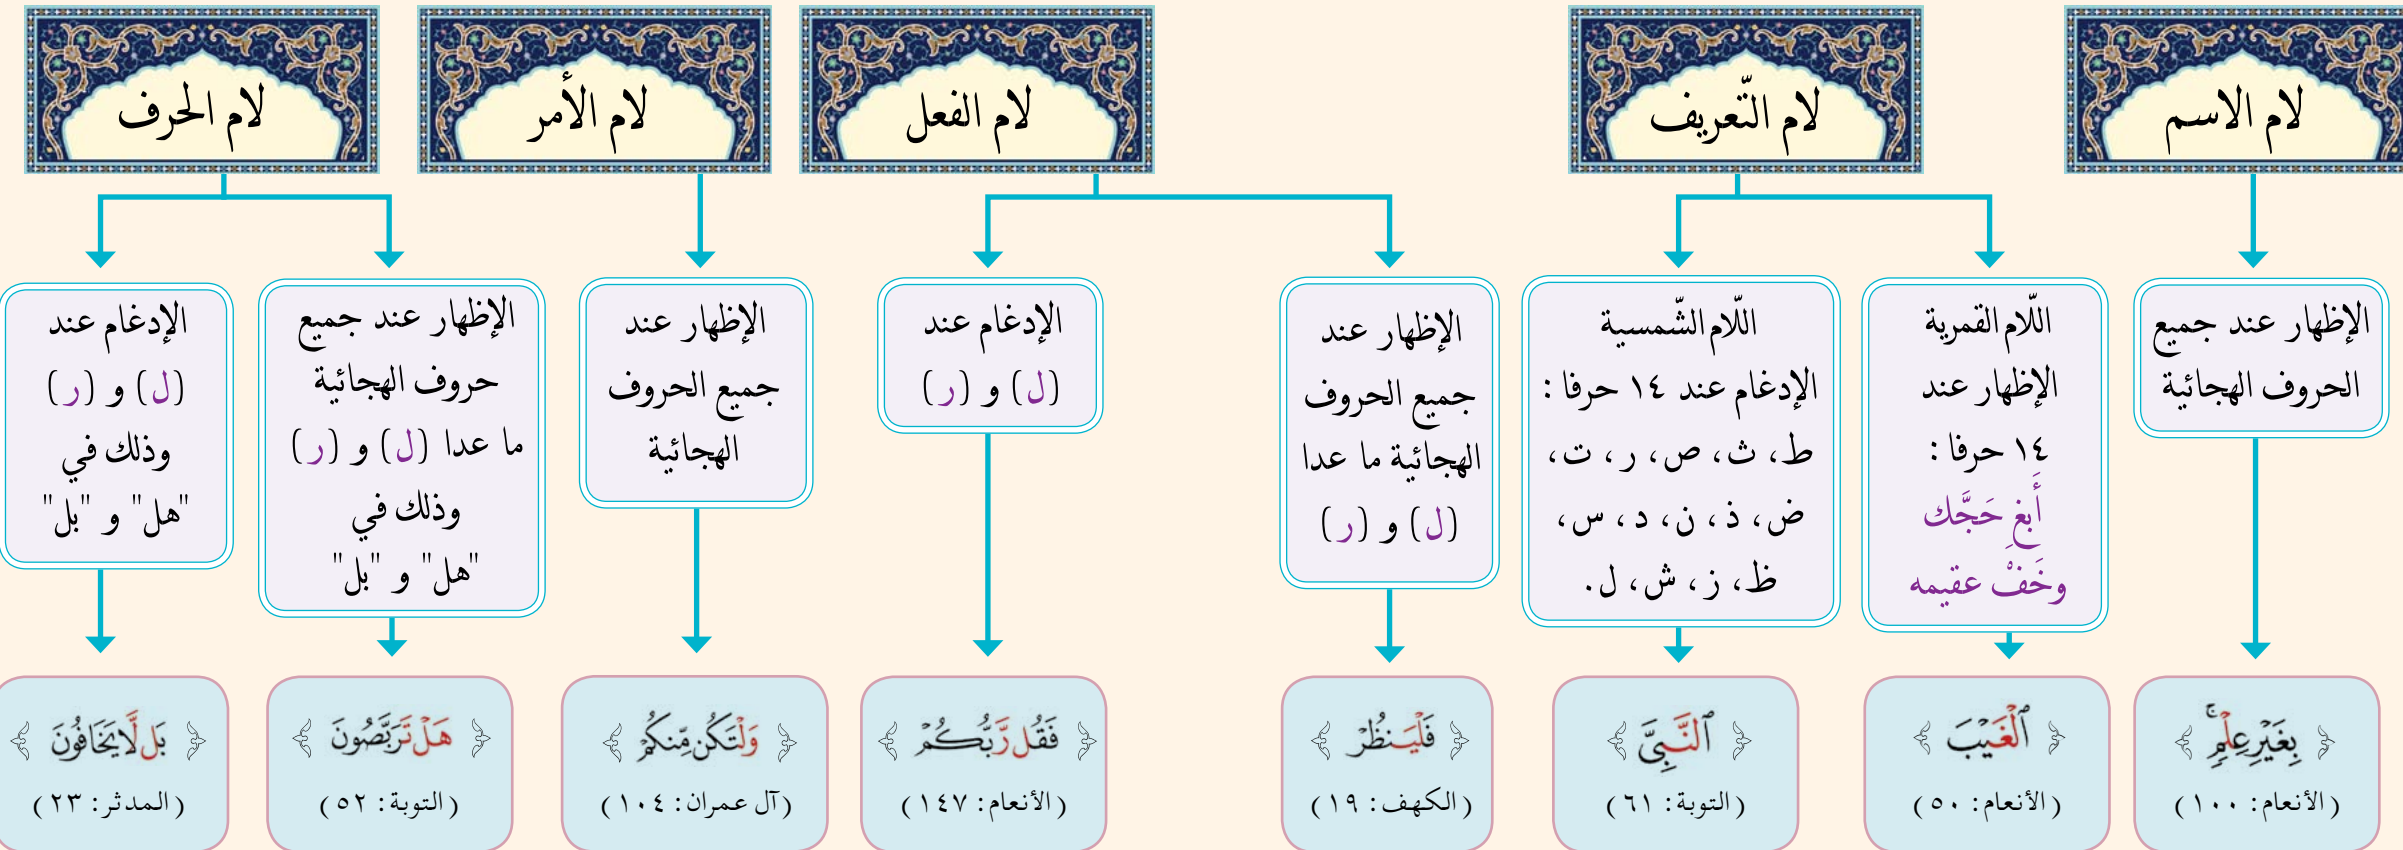 لام الاسم
لام التّعريف
لام الفعل
لام الأمر
لام الحرف
الإظهار عند جميع
الحروف الهجائية
اللّام القمرية
الإظهار عند
١٤ حرفا :
أَبغِ حَجَّك
وخَفْ عقيمه
اللّام الشّمسية
الإدغام عند ١٤ حرفا :
ط، ث، ص، ر، ت،
ض، ذ، ن، د، س،
ظ، ز، ش، ل.
الإظهار عند
جميع الحروف
الهجائية ما عدا
(ل) و (ر)
الإدغام عند
(ل) و (ر)
الإظهار عند
جميع الحروف
الهجائية
الإظهار عند جميع
حروف الهجائية
ما عدا (ل) و (ر)
وذلك في
"هل" و "بل"
الإدغام عند
(ل) و (ر)
وذلك في
"هل" و "بل"
﴿ بِغَيْرِ عِلْمٍۚ ﴾
(الأنعام: ١٠٠)
﴿ ٱلْغَيْبَ ﴾
(الأنعام: ٥٠)
﴿ ٱلنَّبِيَّ ﴾
(التوبة: ٦١)
﴿ فَلْيَنظُرْ ﴾
(الكهف: ١٩)
﴿ فَقُل رَّبُّكُمْ ﴾
(الأنعام: ١٤٧)
﴿ وَلْتَكُن مِّنكُمْ ﴾
(آل عمران: ١٠٤)
﴿ هَلْ تَرَبَّصُونَ ﴾
(التوبة: ٥٢)
﴿ بَل لَّا يَخَافُونَ ﴾
(المدثر: ٢٣)